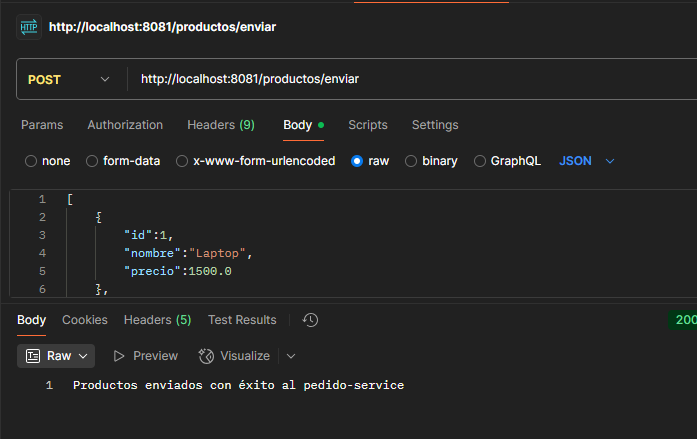 HTTP http://localhost:8081/productos/enviar
POST http://localhost:8081/productos/enviar
Params Authorization Headers (9) Body Scripts Settings
none form-data x-www-form-urlencoded raw binary GraphQL JSON
1 [
2 {
3 "id":1,
4 "nombre":"Laptop",
5 "precio":1500.0
6 },
Body Cookies Headers (5) Test Results 200
Raw Preview Visualize
1 Productos enviados con éxito al pedido-service